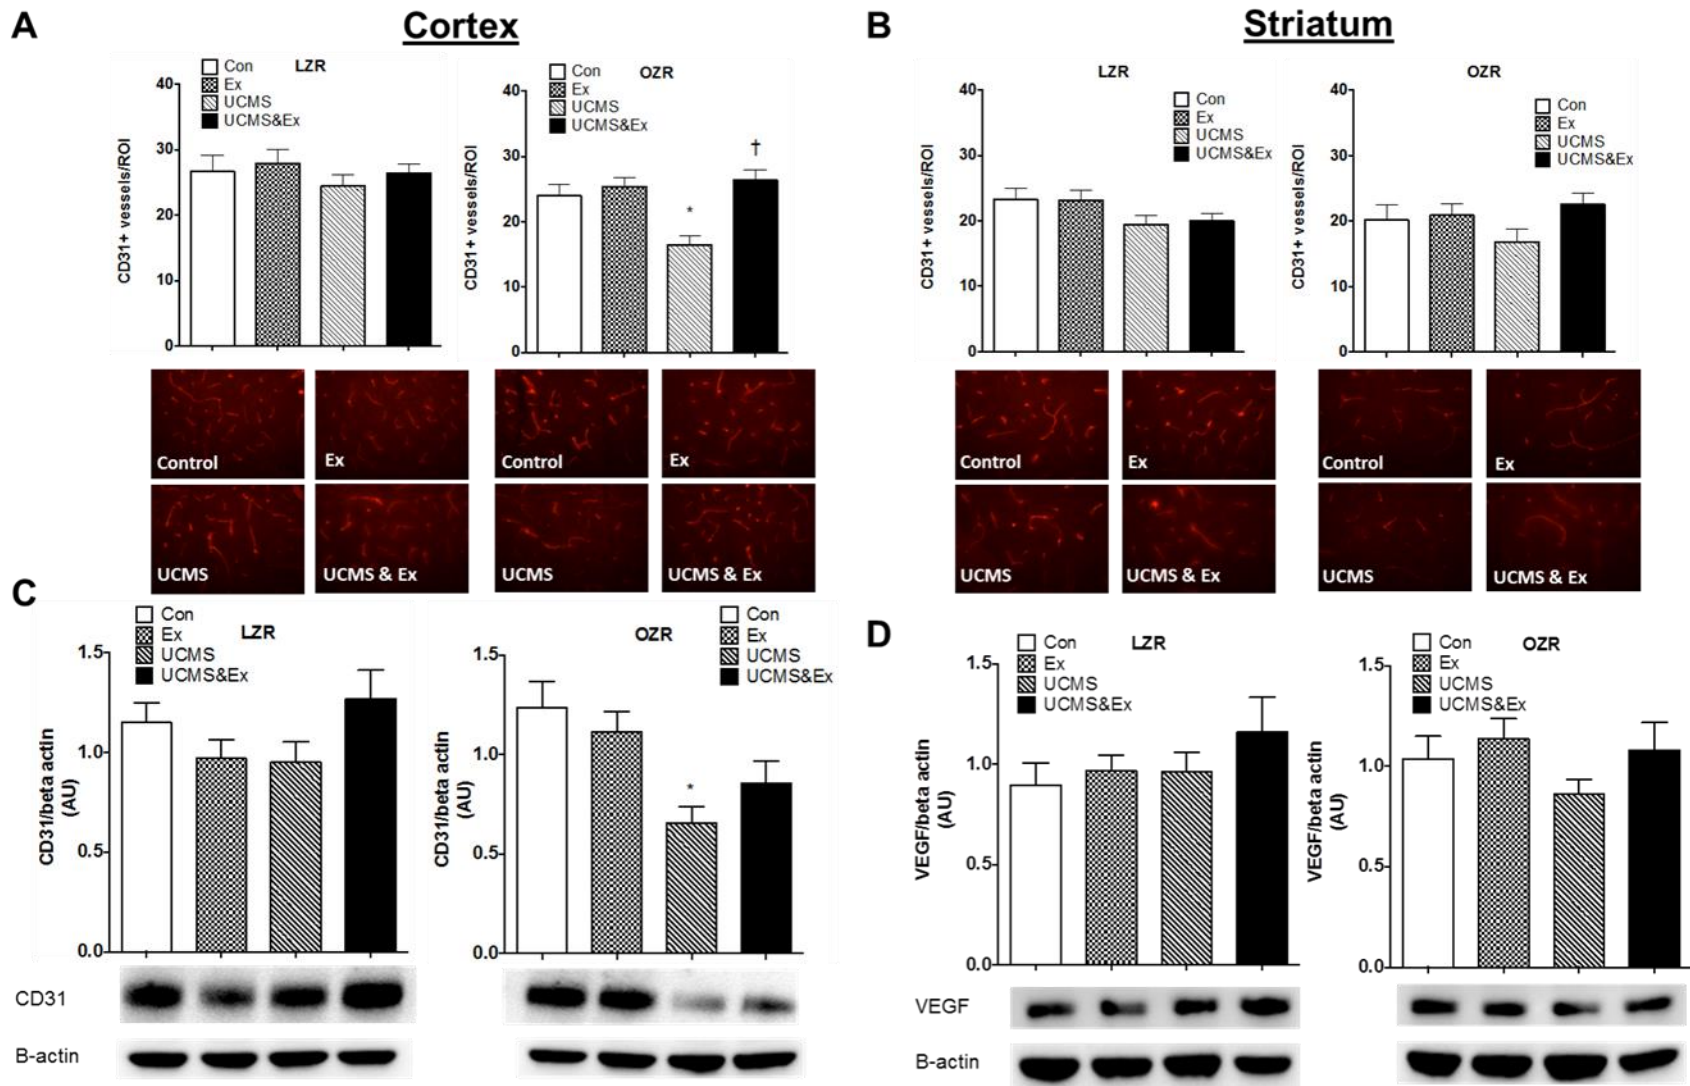 A
Cortex
LZR
Con
Ex
UCMS
UCMS&Ex
CD31+ vessels/ROI
40
30
20
10
0
OZR
Con
Ex
UCMS
UCMS&Ex
CD31+ vessels/ROI
40
30
20
10
0
*
†
Control
Ex
Control
Ex
UCMS
UCMS & Ex
UCMS
UCMS & Ex
B
Striatum
LZR
Con
Ex
UCMS
UCMS&Ex
CD31+ vessels/ROI
40
30
20
10
0
OZR
Con
Ex
UCMS
UCMS&Ex
CD31+ vessels/ROI
40
30
20
10
0
Control
Ex
Control
Ex
UCMS
UCMS & Ex
UCMS
UCMS & Ex
C
LZR
Con
Ex
UCMS
UCMS&Ex
CD31/beta actin
(AU)
1.5
1.0
0.5
0.0
OZR
Con
Ex
UCMS
UCMS&Ex
CD31/beta actin
(AU)
1.5
1.0
0.5
0.0
*
CD31
B-actin
D
LZR
Con
Ex
UCMS
UCMS&Ex
VEGF/beta actin
(AU)
1.5
1.0
0.5
0.0
OZR
Con
Ex
UCMS
UCMS&Ex
VEGF/beta actin
(AU)
1.5
1.0
0.5
0.0
VEGF
B-actin